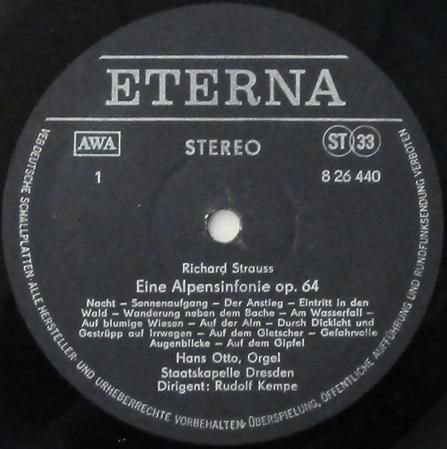 ETERNA
AWA
STEREO
ST 33
1
8 26 440
Richard Strauss
Eine Alpensinfonie op. 64
Nacht – Sonnenaufgang – Der Anstieg – Eintritt in den
Wald – Wanderung neben dem Bache – Am Wasserfall –
Auf blumige Wiesen – Auf der Alm – Durch Dickicht und
Gestrüpp auf Irrwegen – Auf dem Gletscher – Gefahrvolle
Augenblicke – Auf dem Gipfel
Hans Otto, Orgel
Staatskapelle Dresden
Dirigent: Rudolf Kempe
VEB DEUTSCHE SCHALLPLATTEN · ALLE HERSTELLER- UND URHEBERRECHTE VORBEHALTEN · ÜBERSPIELUNG, ÖFFENTLICHE AUFFÜHRUNG UND RUNDFUNKSENDUNG VERBOTEN